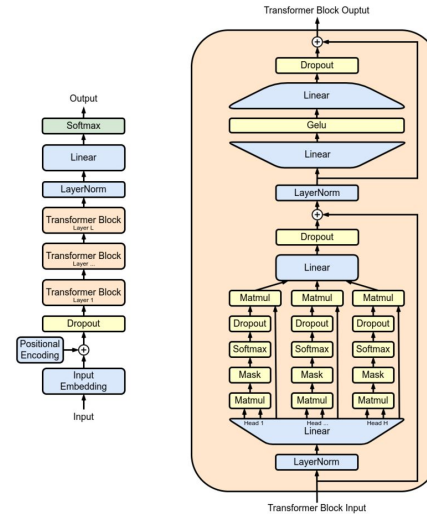 Output
Softmax
Linear
LayerNorm
Transformer Block
Layer L
Transformer Block
Layer ...
Transformer Block
Layer 1
Dropout
Positional
Encoding
+
Input
Embedding
Input
Transformer Block Ouptut
+
Dropout
Linear
Gelu
Linear
LayerNorm
+
Dropout
Linear
Matmul Matmul Matmul
Dropout Dropout Dropout
Softmax Softmax Softmax
Mask Mask Mask
Matmul Matmul Matmul
Head 1 Head ... Head H
Linear
LayerNorm
Transformer Block Input